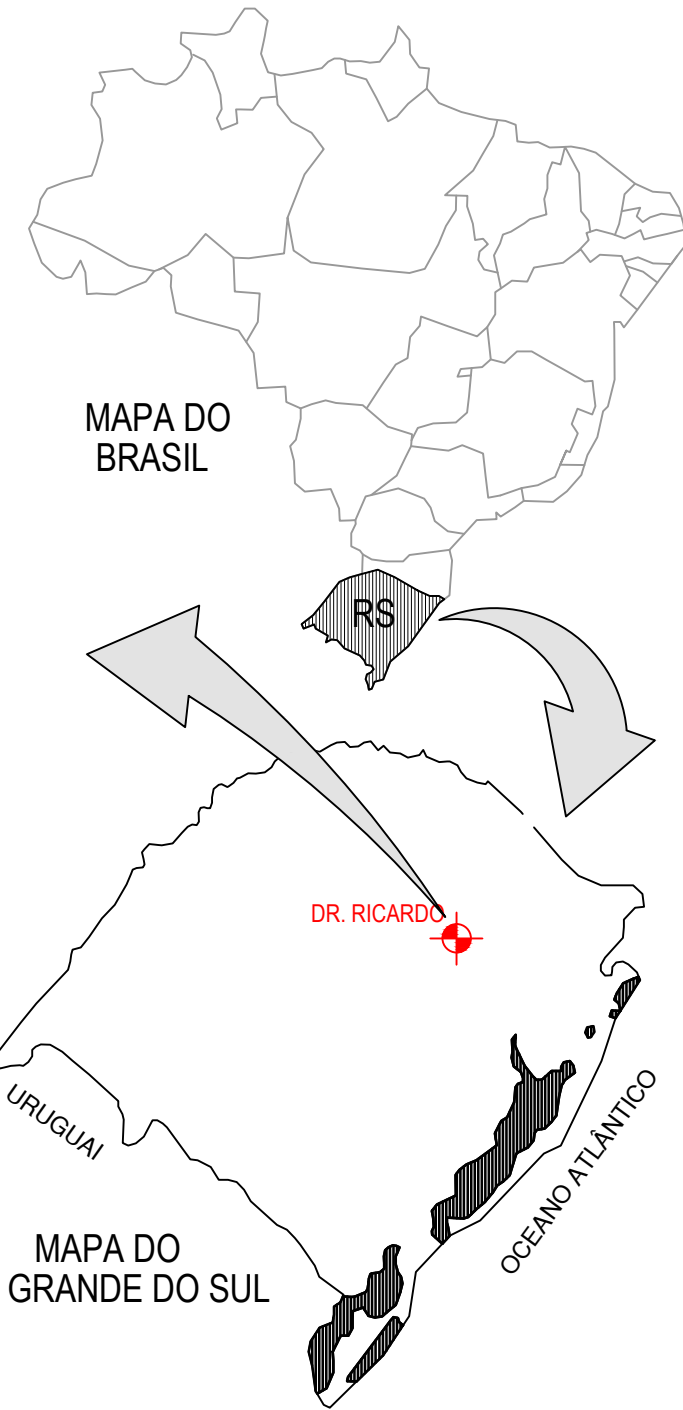 MAPA DO
BRASIL
RS
DR. RICARDO
URUGUAI
OCEANO ATLÂNTICO
MAPA DO
GRANDE DO SUL